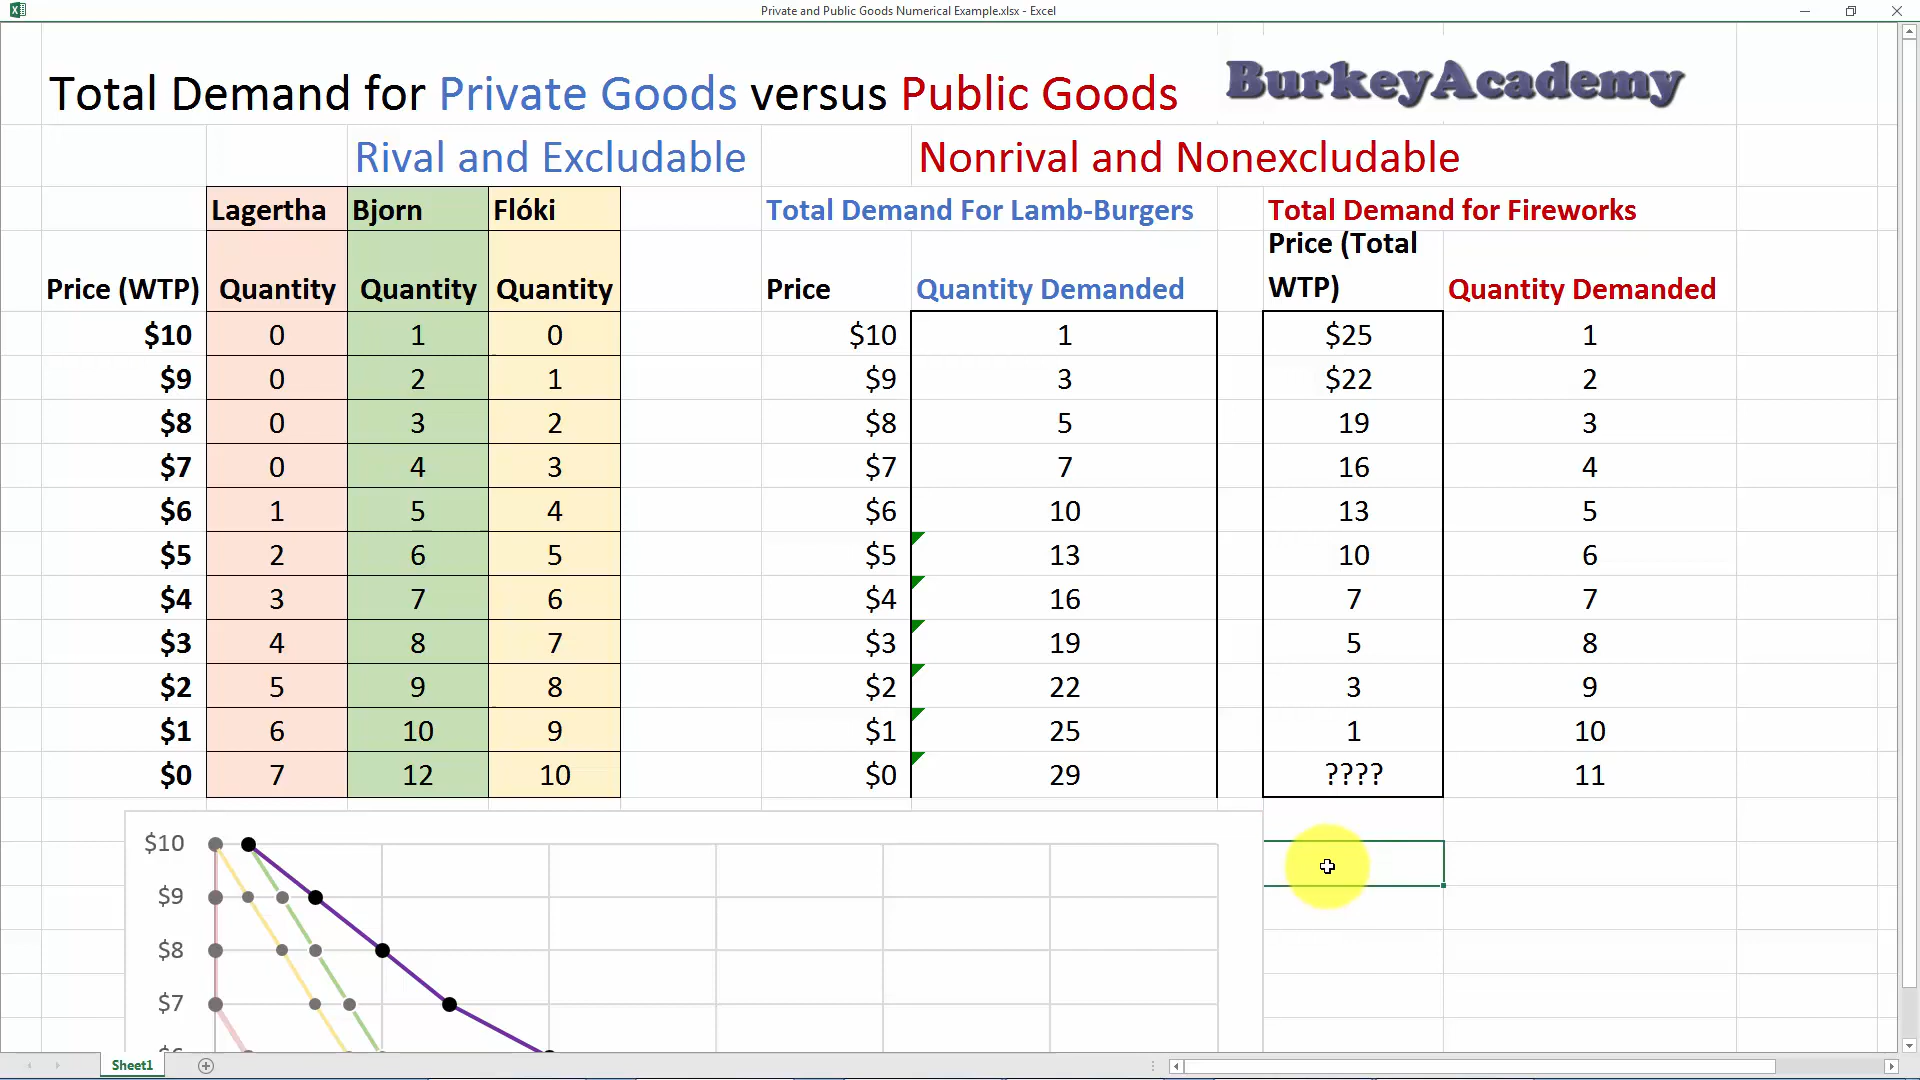 Private and Public Goods Numerical Example.xlsx - Excel
Total Demand for Private Goods versus Public Goods BurkeyAcademy
Rival and Excludable Nonrival and Nonexcludable
Lagertha Bjorn Flóki Total Demand For Lamb-Burgers Total Demand for Fireworks
Price (WTP) Quantity Quantity Quantity Price Quantity Demanded Price (Total WTP) Quantity Demanded
$10 0 1 0 $10 1 $25 1
$9 0 2 1 $9 3 $22 2
$8 0 3 2 $8 5 19 3
$7 0 4 3 $7 7 16 4
$6 1 5 4 $6 10 13 5
$5 2 6 5 $5 13 10 6
$4 3 7 6 $4 16 7 7
$3 4 8 7 $3 19 5 8
$2 5 9 8 $2 22 3 9
$1 6 10 9 $1 25 1 10
$0 7 12 10 $0 29 ???? 11
$10
$9
$8
$7
Sheet1